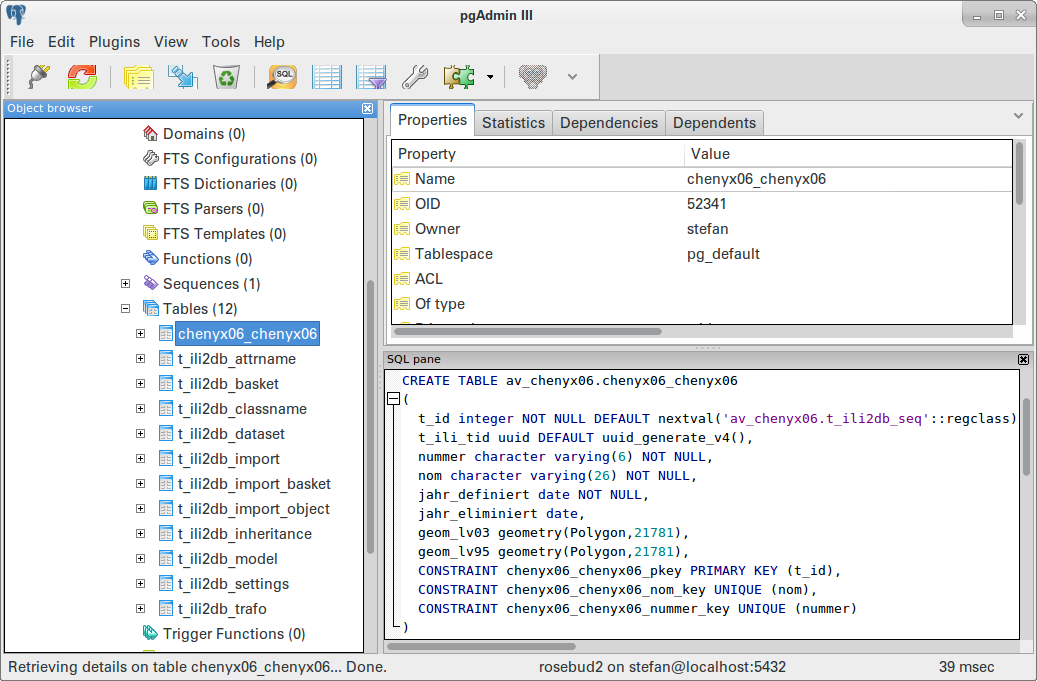 pgAdmin III
File Edit Plugins View Tools Help
SQL
Object browser
Domains (0)
FTS Configurations (0)
FTS Dictionaries (0)
FTS Parsers (0)
FTS Templates (0)
Functions (0)
Sequences (1)
Tables (12)
chenyx06_chenyx06
t_ili2db_attrname
t_ili2db_basket
t_ili2db_classname
t_ili2db_dataset
t_ili2db_import
t_ili2db_import_basket
t_ili2db_import_object
t_ili2db_inheritance
t_ili2db_model
t_ili2db_settings
t_ili2db_trafo
Trigger Functions (0)
Properties Statistics Dependencies Dependents
Property Value
Name chenyx06_chenyx06
OID 52341
Owner stefan
Tablespace pg_default
ACL
Of type
SQL pane
CREATE TABLE av_chenyx06.chenyx06_chenyx06
(
t_id integer NOT NULL DEFAULT nextval('av_chenyx06.t_ili2db_seq'::regclass)
t_ili_tid uuid DEFAULT uuid_generate_v4(),
nummer character varying(6) NOT NULL,
nom character varying(26) NOT NULL,
jahr_definiert date NOT NULL,
jahr_eliminiert date,
geom_lv03 geometry(Polygon,21781),
geom_lv95 geometry(Polygon,21781),
CONSTRAINT chenyx06_chenyx06_pkey PRIMARY KEY (t_id),
CONSTRAINT chenyx06_chenyx06_nom_key UNIQUE (nom),
CONSTRAINT chenyx06_chenyx06_nummer_key UNIQUE (nummer)
)
Retrieving details on table chenyx06_chenyx06... Done. rosebud2 on stefan@localhost:5432 39 msec